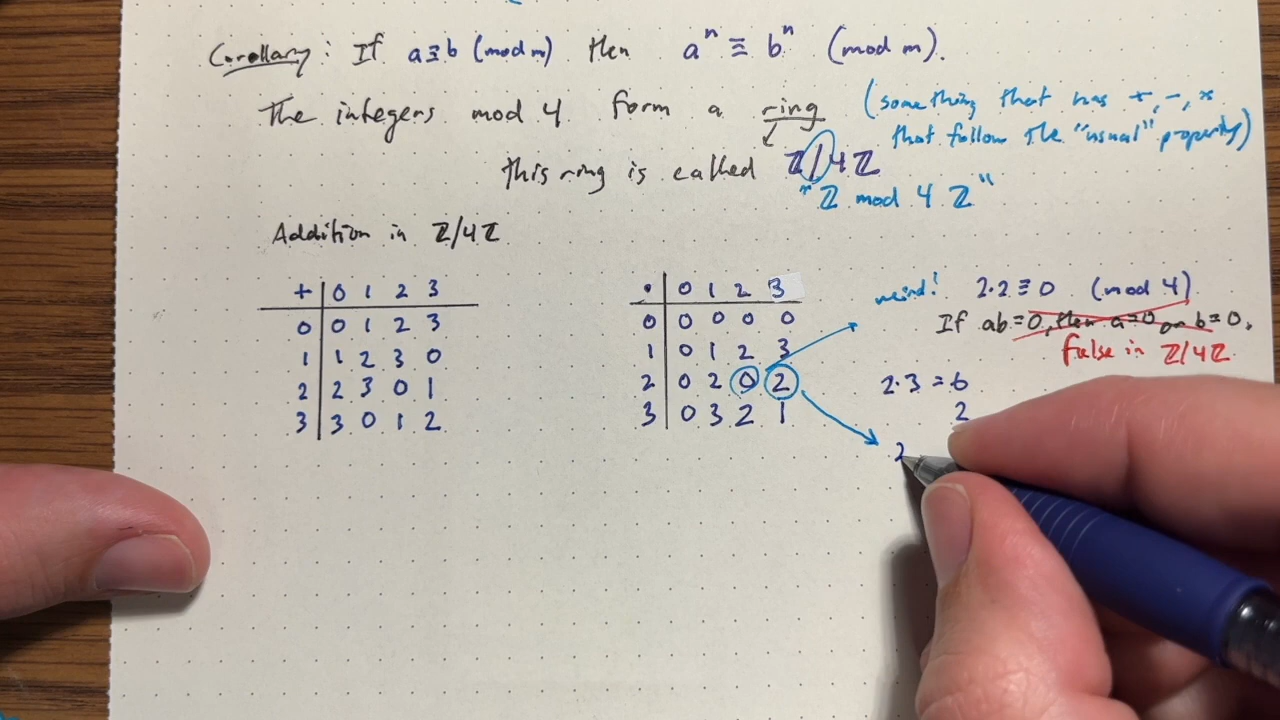 Corollary: If a≡b (mod m) then aⁿ ≡ bⁿ (mod m).
The integers mod 4 form a ring (something that has +, -, ×
that follow the "usual" property)
this ring is called ℤ/4ℤ
"ℤ mod 4 ℤ"
Addition in ℤ/4ℤ
+ 0 1 2 3
0 0 1 2 3
1 1 2 3 0
2 2 3 0 1
3 3 0 1 2
· 0 1 2 3
0 0 0 0 0
1 0 1 2 3
2 0 2 0 2
3 0 3 2 1
weird! 2·2≡0 (mod 4)
If ab=0, then a=0 or b=0.
false in ℤ/4ℤ
2·3 = 6
2
2